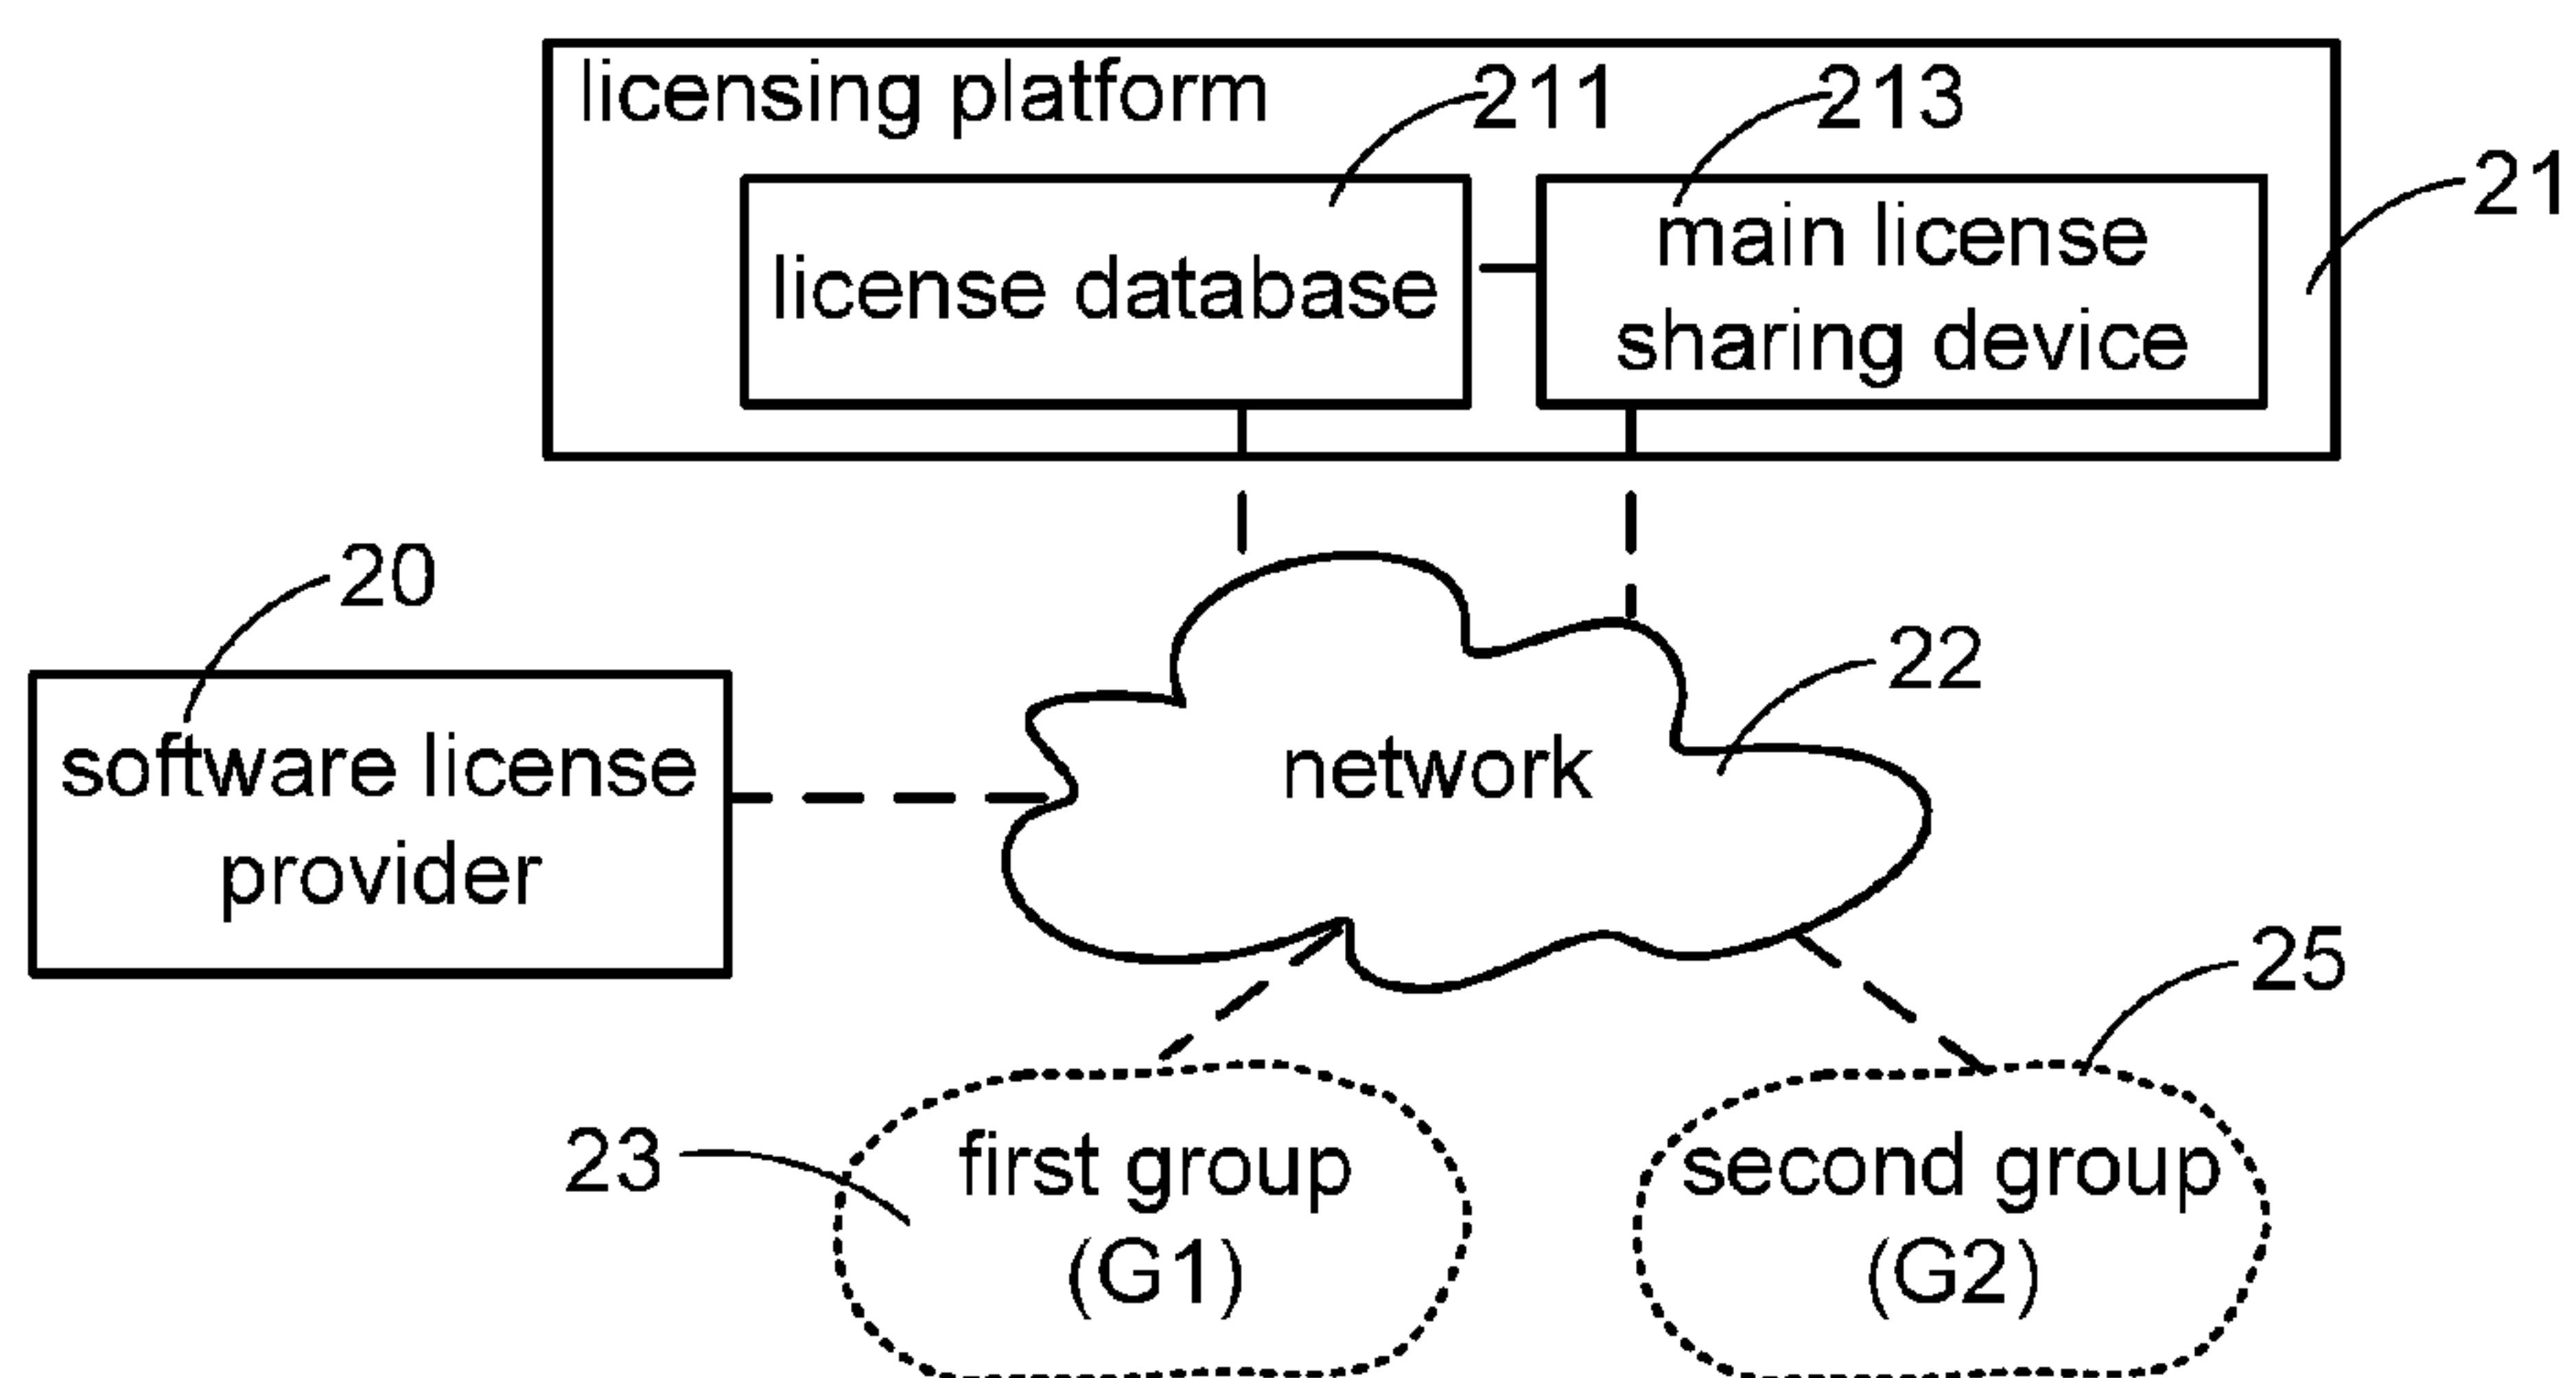 licensing platform
211
213
21
license database
main license
sharing device
20
22
software license
provider
network
25
23
first group
(G1)
second group
(G2)